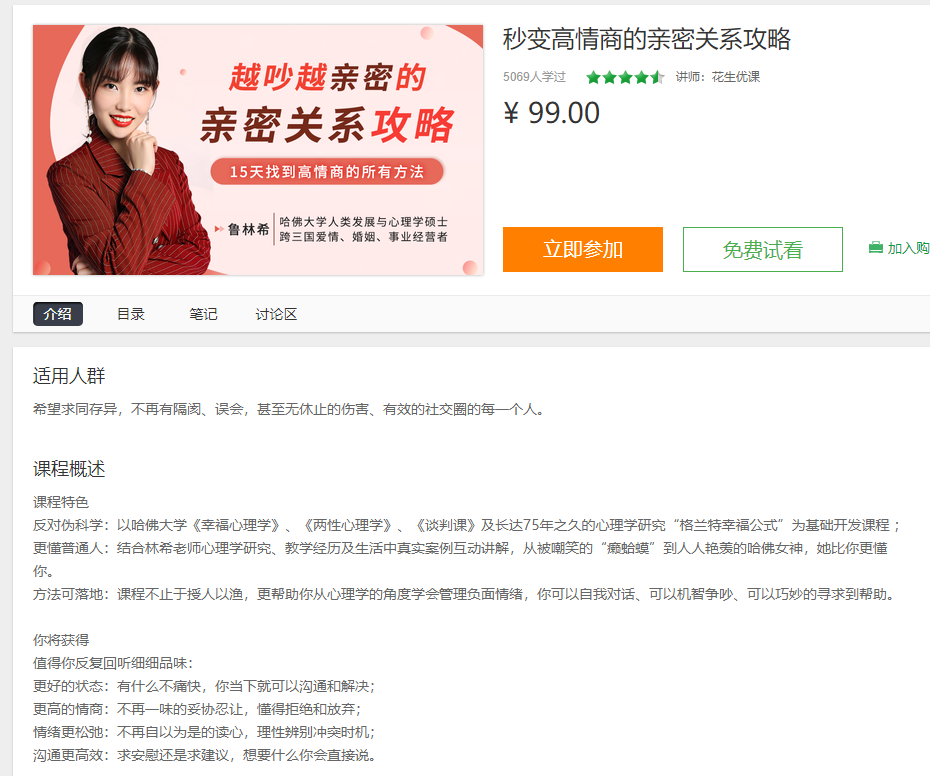 越吵越亲密的
亲密关系攻略
15天找到高情商的所有方法
鲁林希
哈佛大学人类发展与心理学硕士
跨三国爱情、婚姻、事业经营者
秒变高情商的亲密关系攻略
5069人学过 讲师：花生优课
¥ 99.00
立即参加 免费试看 加入购
介绍 目录 笔记 讨论区
适用人群
希望求同存异，不再有隔阂、误会，甚至无休止的伤害、有效的社交圈的每一个人。
课程概述
课程特色
反对伪科学：以哈佛大学《幸福心理学》、《两性心理学》、《谈判课》及长达75年之久的心理学研究“格兰特幸福公式”为基础开发课程；
更懂普通人：结合林希老师心理学研究、教学经历及生活中真实案例互动讲解，从被嘲笑的“癞蛤蟆”到人人艳羡的哈佛女神，她比你更懂
你。
方法可落地：课程不止于授人以渔，更帮助你从心理学的角度学会管理负面情绪，你可以自我对话、可以机智争吵、可以巧妙的寻求到帮助。
你将获得
值得你反复回听细细品味：
更好的状态：有什么不痛快，你当下就可以沟通和解决；
更高的情商：不再一味的妥协忍让，懂得拒绝和放弃；
情绪更松弛：不再自以为是的读心，理性辨别冲突时机；
沟通更高效：求安慰还是求建议，想要什么你会直接说。